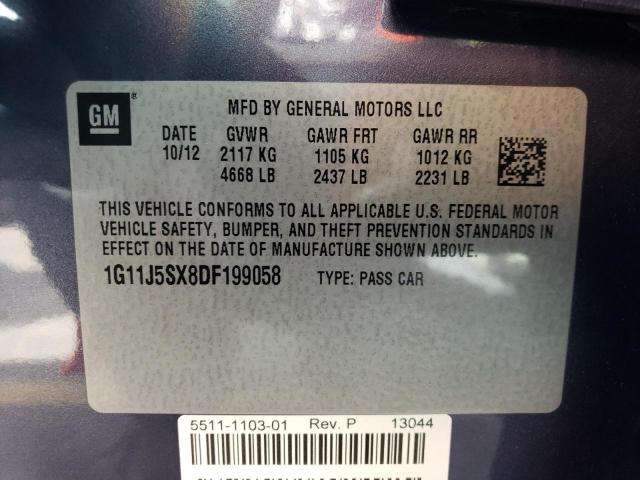 GM
MFD BY GENERAL MOTORS LLC
DATE GVWR GAWR FRT GAWR RR
10/12 2117 KG 1105 KG 1012 KG
4668 LB 2437 LB 2231 LB
THIS VEHICLE CONFORMS TO ALL APPLICABLE U.S. FEDERAL MOTOR
VEHICLE SAFETY, BUMPER, AND THEFT PREVENTION STANDARDS IN
EFFECT ON THE DATE OF MANUFACTURE SHOWN ABOVE.
1G11J5SX8DF199058 TYPE: PASS CAR
5511-1103-01 Rev. P 13044